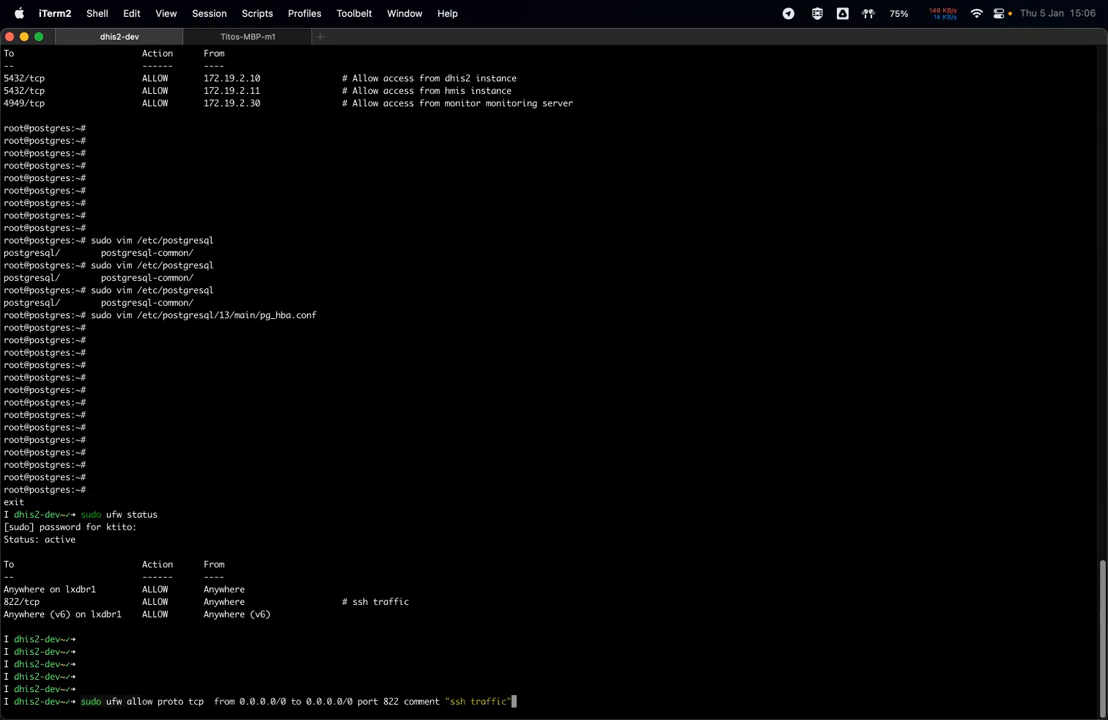 iTerm2 Shell Edit View Session Scripts Profiles Toolbelt Window Help 75% 146 KB/s 14 KB/s Thu 5 Jan 15:06
dhis2-dev Titos-MBP-m1 +
To Action From
-- ------ ----
5432/tcp ALLOW 172.19.2.10 # Allow access from dhis2 instance
5432/tcp ALLOW 172.19.2.11 # Allow access from hmis instance
4949/tcp ALLOW 172.19.2.30 # Allow access from monitor monitoring server
root@postgres:~#
root@postgres:~#
root@postgres:~#
root@postgres:~#
root@postgres:~#
root@postgres:~#
root@postgres:~#
root@postgres:~#
root@postgres:~#
root@postgres:~# sudo vim /etc/postgresql
postgresql/ postgresql-common/
root@postgres:~# sudo vim /etc/postgresql
postgresql/ postgresql-common/
root@postgres:~# sudo vim /etc/postgresql
postgresql/ postgresql-common/
root@postgres:~# sudo vim /etc/postgresql/13/main/pg_hba.conf
root@postgres:~#
root@postgres:~#
root@postgres:~#
root@postgres:~#
root@postgres:~#
root@postgres:~#
root@postgres:~#
root@postgres:~#
root@postgres:~#
root@postgres:~#
root@postgres:~#
root@postgres:~#
root@postgres:~#
root@postgres:~#
exit
I dhis2-dev~✓➜ sudo ufw status
[sudo] password for ktito:
Status: active
To Action From
-- ------ ----
Anywhere on lxdbr1 ALLOW Anywhere
822/tcp ALLOW Anywhere # ssh traffic
Anywhere (v6) on lxdbr1 ALLOW Anywhere (v6)
I dhis2-dev~✓➜
I dhis2-dev~✓➜
I dhis2-dev~✓➜
I dhis2-dev~✓➜
I dhis2-dev~✓➜
I dhis2-dev~✓➜ sudo ufw allow proto tcp from 0.0.0.0/0 to 0.0.0.0/0 port 822 comment "ssh traffic"